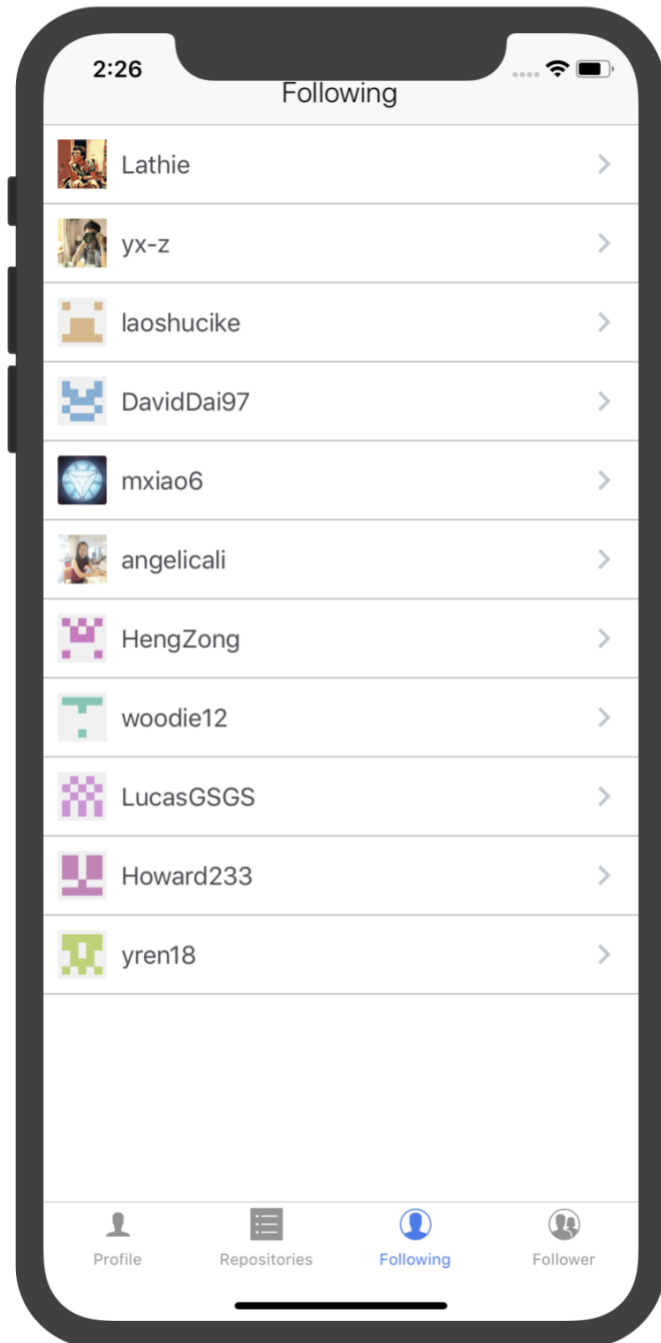 2:26
Following
Lathie
yx-z
laoshucike
DavidDai97
mxiao6
angelicali
HengZong
woodie12
LucasGSGS
Howard233
yren18
Profile Repositories Following Follower